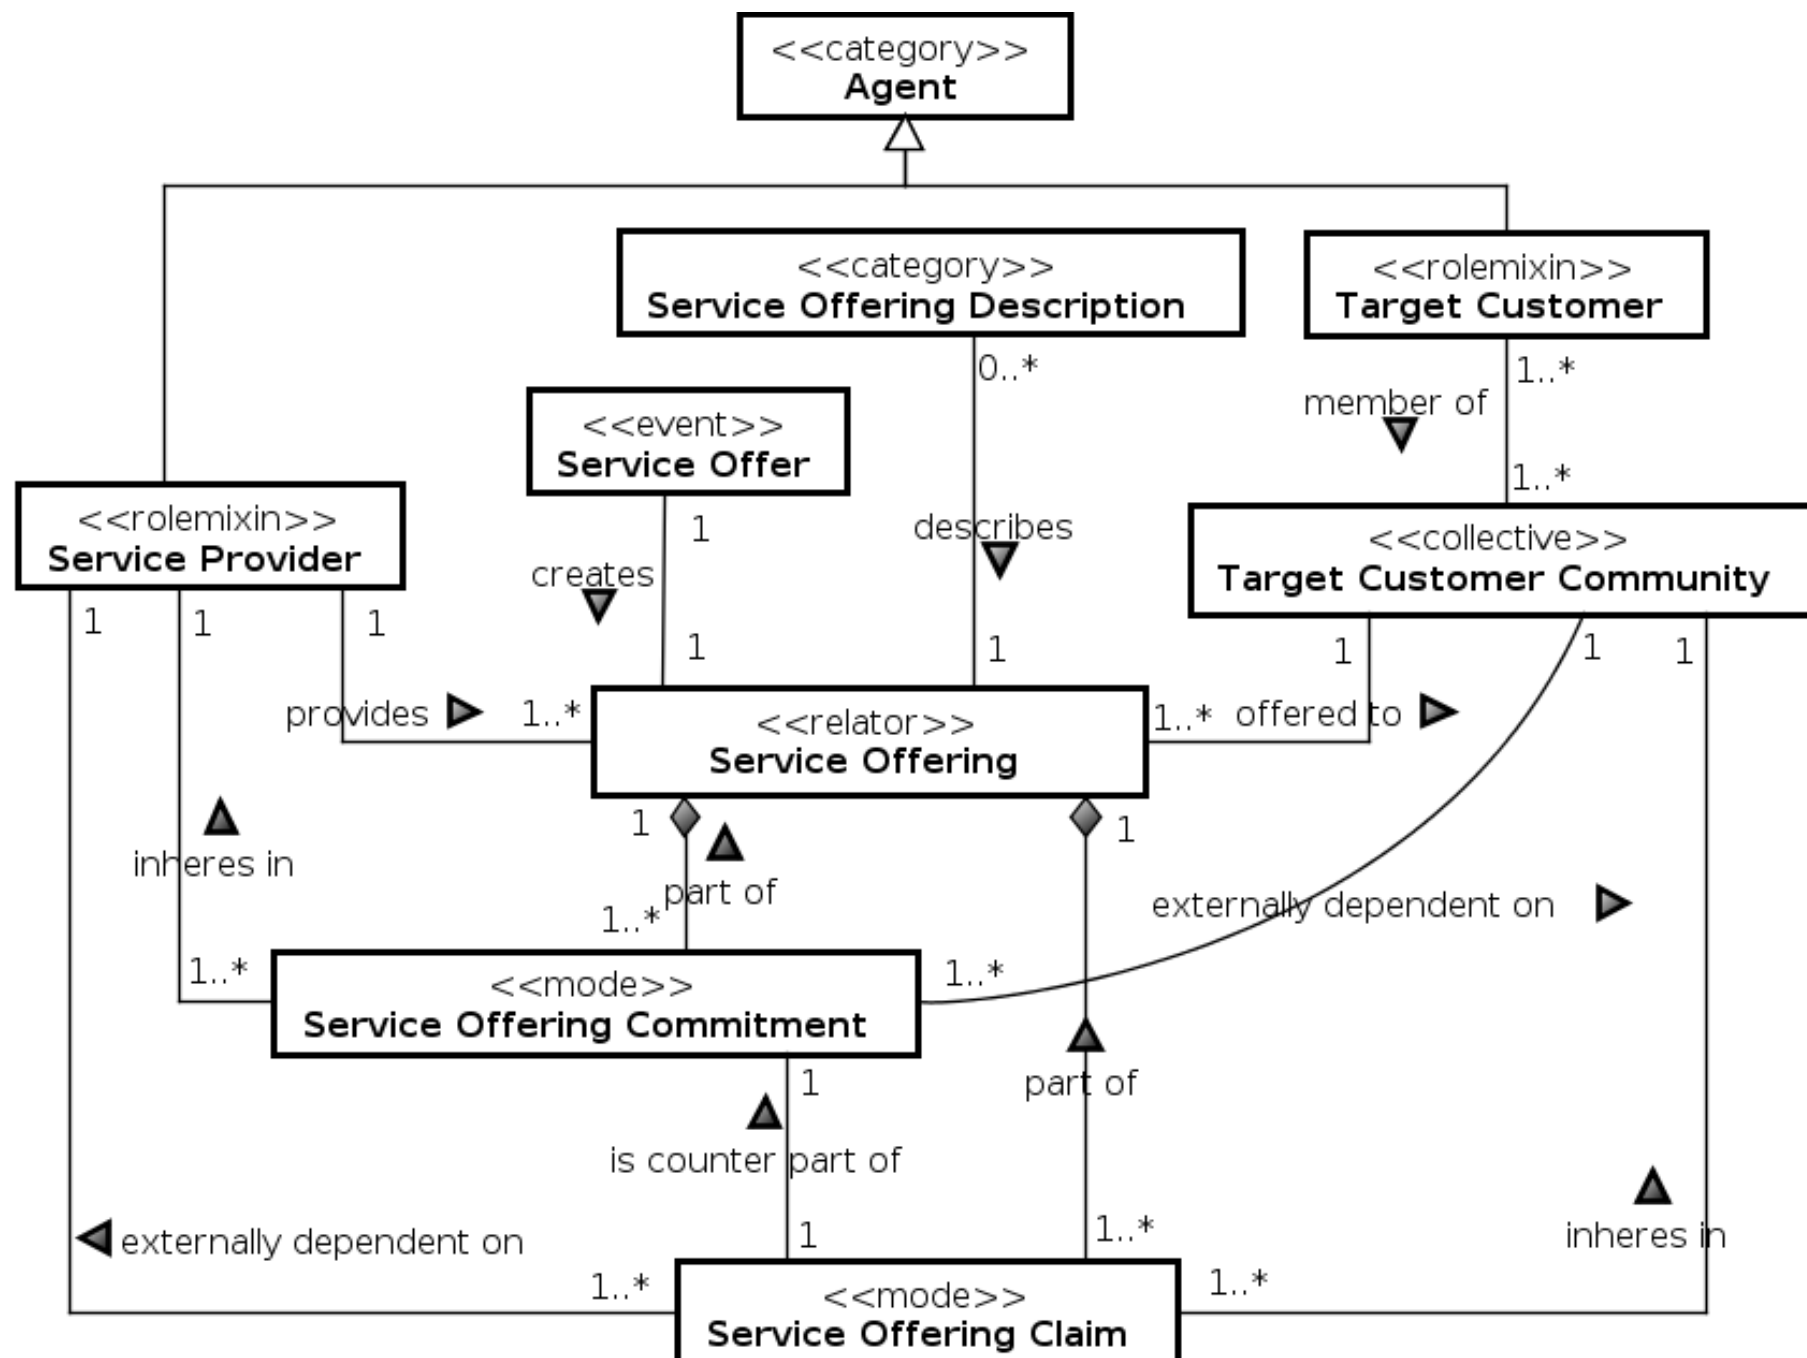 <<category>>
Agent
<<category>>
Service Offering Description
<<rolemixin>>
Target Customer
0..*
1..*
member of
<<event>>
Service Offer
1..*
<<rolemixin>>
Service Provider
1
describes
<<collective>>
Target Customer Community
creates
1
1
1
1
1
1
1
1
provides
1..*
<<relator>>
Service Offering
1..*
offered to
1
1
inheres in
part of
externally dependent on
1..*
1..*
<<mode>>
Service Offering Commitment
1..*
1
part of
is counter part of
externally dependent on
1
1..*
inheres in
1..*
<<mode>>
Service Offering Claim
1..*